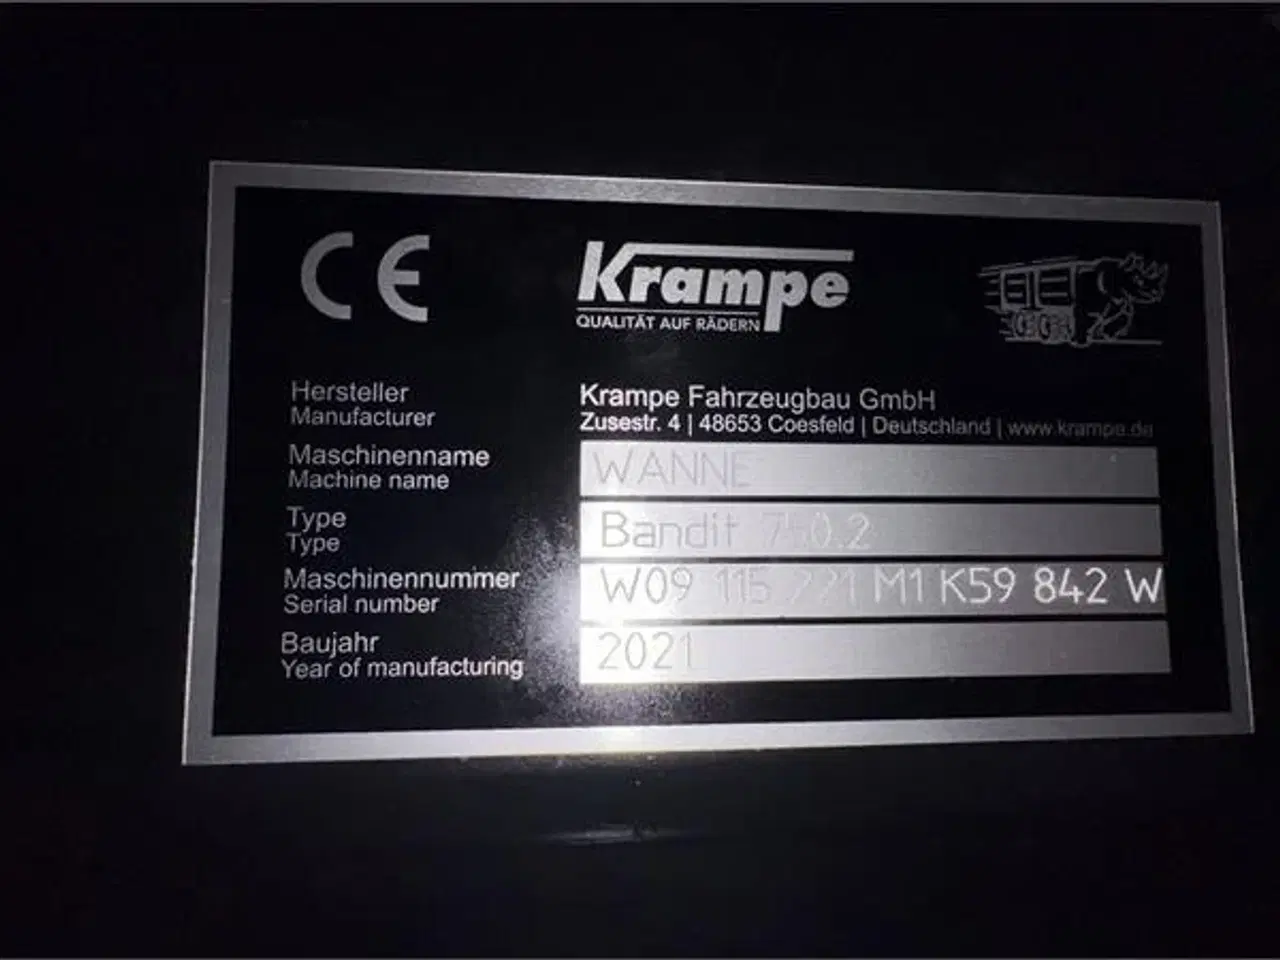 CE
Krampe
QUALITÄT AUF RÄDERN
Hersteller
Manufacturer
Krampe Fahrzeugbau GmbH
Zusestr. 4 | 48653 Coesfeld | Deutschland | www.krampe.de
Maschinenname
Machine name
WANNE
Type
Type
Bandit 750.2
Maschinennummer
Serial number
W09 115 221 M1 K59 842 W
Baujahr
Year of manufacturing
2021